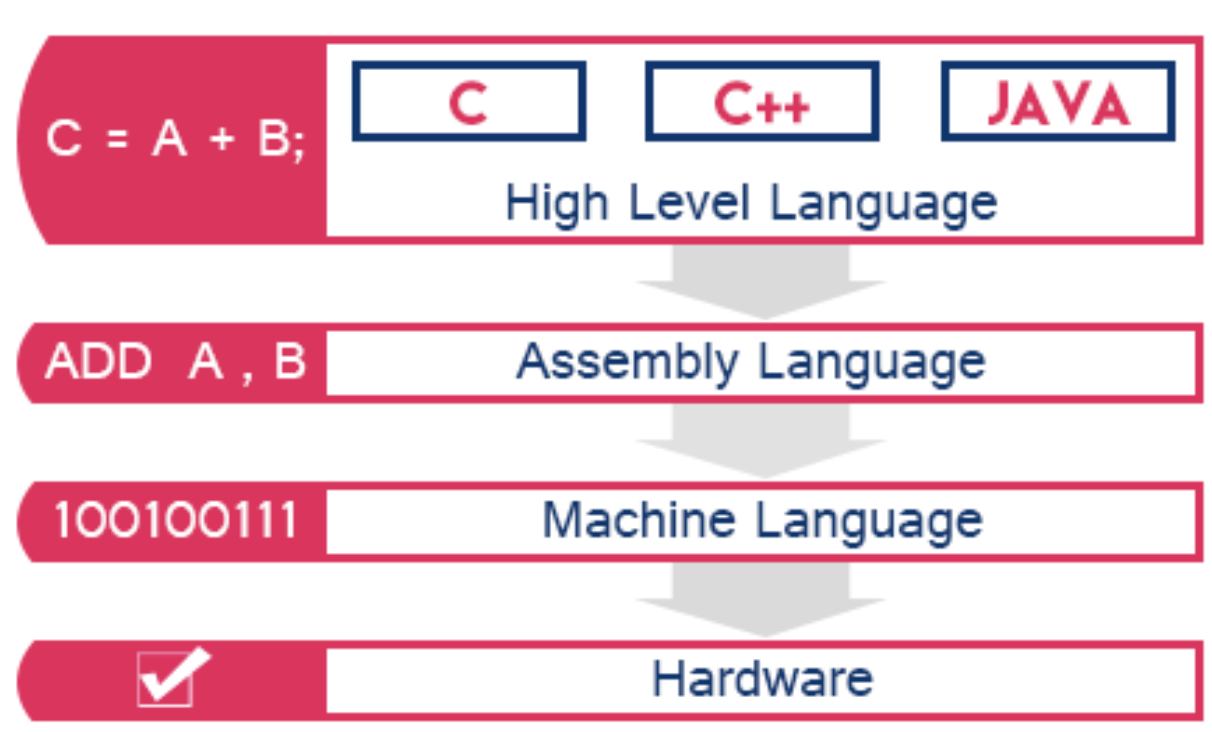 C = A + B;
C C++ JAVA
High Level Language
ADD A , B
Assembly Language
100100111
Machine Language
Hardware